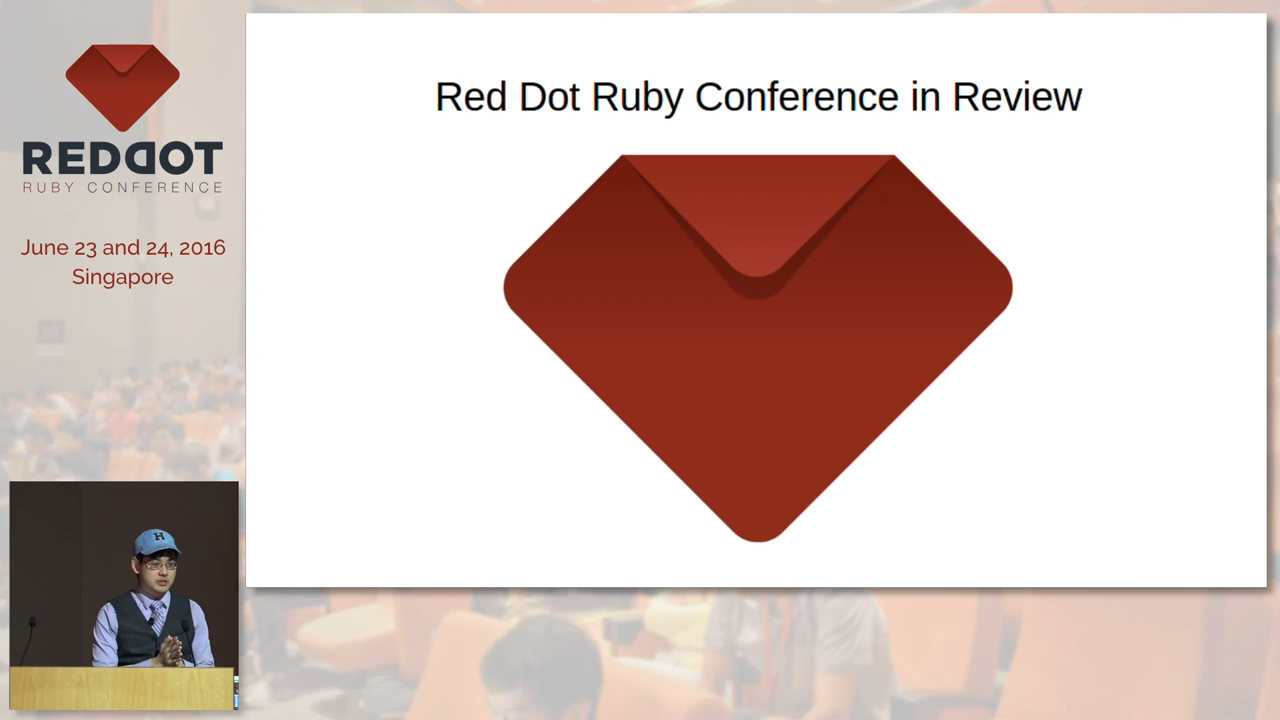 REDDOT
RUBY CONFERENCE
June 23 and 24, 2016
Singapore
Red Dot Ruby Conference in Review
H